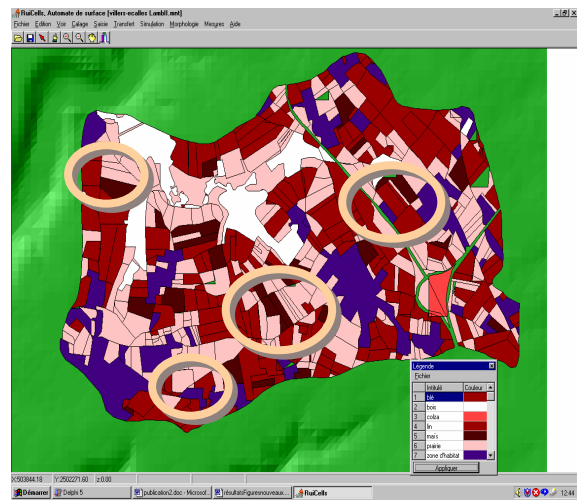 RuiCells, Automate de surface [villers-ecalles Lambll.mnt]
Fichier Edition Voir Calage Saisie Transfert Simulation Morphologie Mesures Aide
Légende
Fichier
Intitulé Couleur
1 blé
2 bois
3 colza
4 lin
5 maïs
6 prairie
7 zone d'habitat
Appliquer
X:503844.18 Y:2502271.60 z:0.00
Démarrer Delphi 5 publication2.doc - Microsof... résultatsFiguresnouveaux... RuiCells 12:44